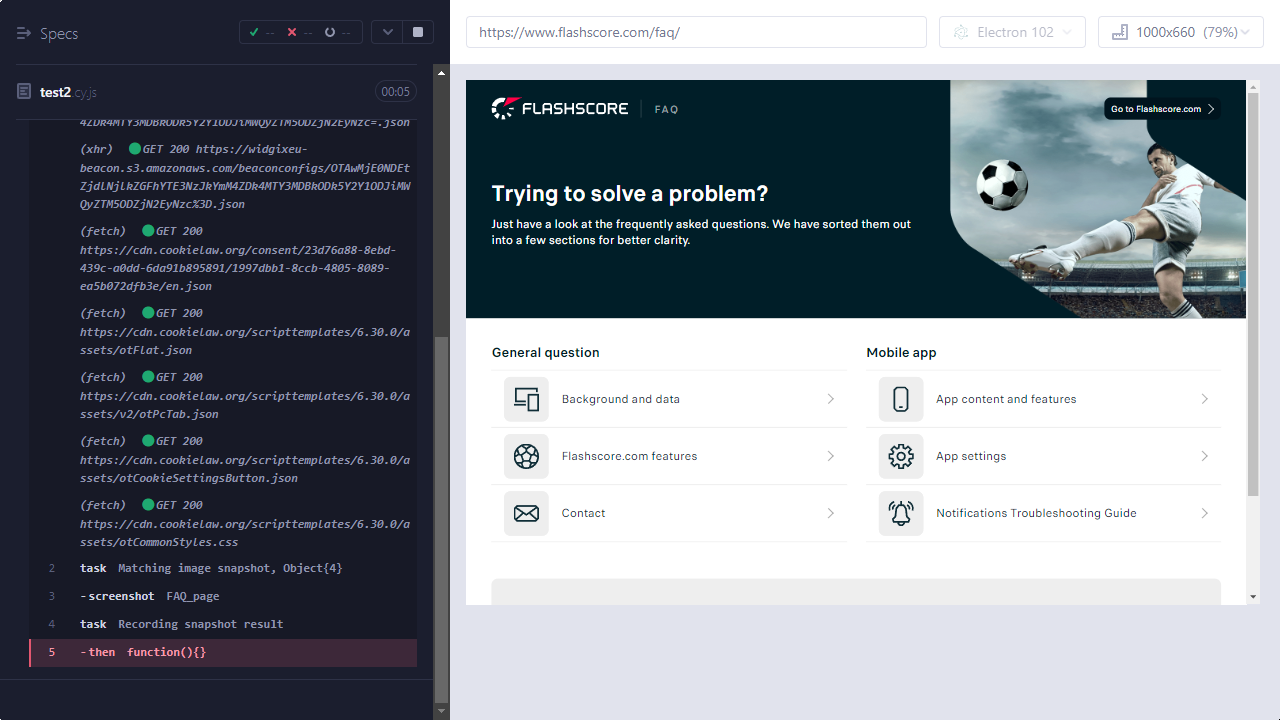 Specs
--
--
--
test2.cy.js
00:05
4ZDk4MTY3MDBkODk5Y2Y1ODJiMWQyZTM5ODZjN2EyNzc=.json
(xhr) GET 200 https://widgixeu-
beacon.s3.amazonaws.com/beaconconfigs/OTAwMjE0NDEt
ZjdlNjlkZGFhYTE3NzJkYmM4ZDk4MTY3MDBkODk5Y2Y1ODJiMW
QyZTM5ODZjN2EyNzc%3D.json
(fetch) GET 200
https://cdn.cookielaw.org/consent/23d76a88-8ebd-
439c-a0dd-6da91b895891/1997dbb1-8ccb-4805-8089-
ea5b072dfb3e/en.json
(fetch) GET 200
https://cdn.cookielaw.org/scripttemplates/6.30.0/a
ssets/otFlat.json
(fetch) GET 200
https://cdn.cookielaw.org/scripttemplates/6.30.0/a
ssets/v2/otPcTab.json
(fetch) GET 200
https://cdn.cookielaw.org/scripttemplates/6.30.0/a
ssets/otCookieSettingsButton.json
(fetch) GET 200
https://cdn.cookielaw.org/scripttemplates/6.30.0/a
ssets/otCommonStyles.css
2 task Matching image snapshot, Object{4}
3 -screenshot FAQ_page
4 task Recording snapshot result
5 -then function(){}
https://www.flashscore.com/faq/
Electron 102
1000x660 (79%)
FLASHSCORE
FAQ
Go to Flashscore.com
Trying to solve a problem?
Just have a look at the frequently asked questions. We have sorted them out
into a few sections for better clarity.
General question
Background and data
Flashscore.com features
Contact
Mobile app
App content and features
App settings
Notifications Troubleshooting Guide